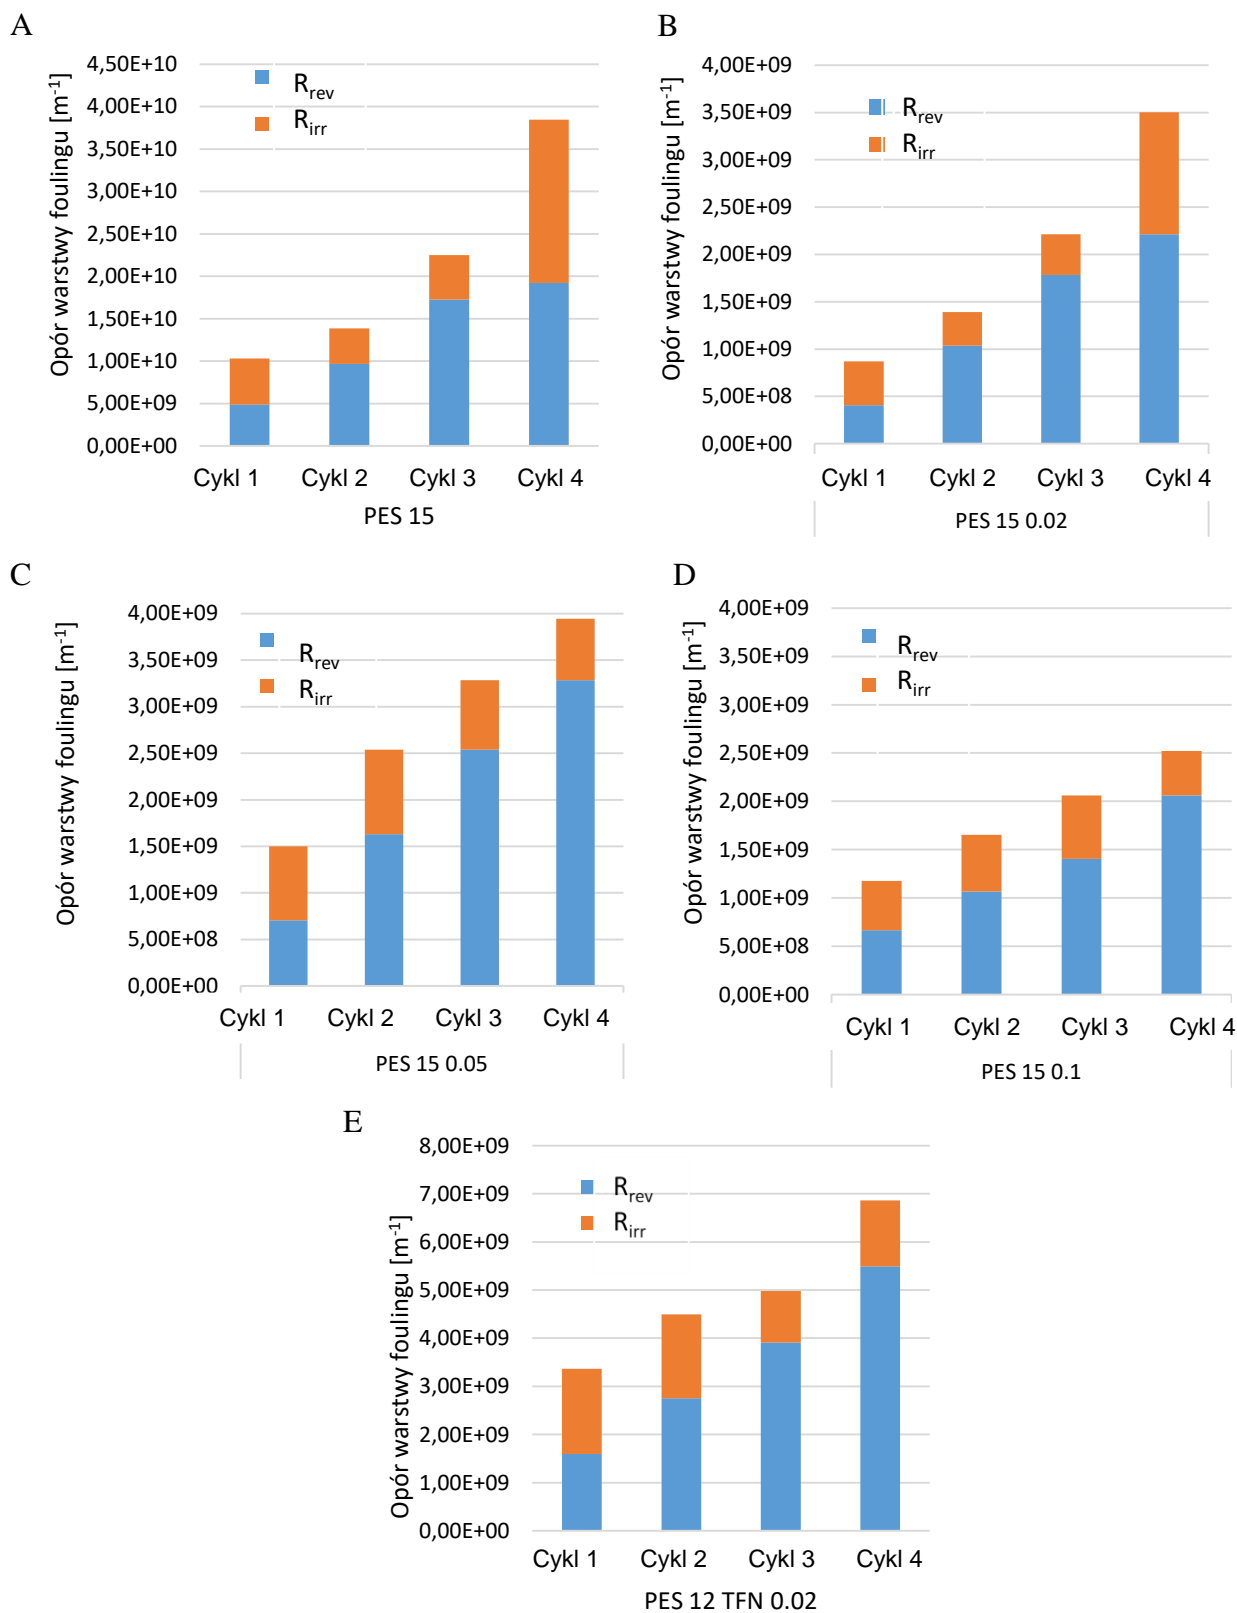 A
Opór warstwy foulingu [m⁻¹]
4,50E+10
4,00E+10
3,50E+10
3,00E+10
2,50E+10
2,00E+10
1,50E+10
1,00E+10
5,00E+09
0,00E+00
Rrev
Rirr
Cykl 1 Cykl 2 Cykl 3 Cykl 4
PES 15
B
Opór warstwy foulingu [m⁻¹]
4,00E+09
3,50E+09
3,00E+09
2,50E+09
2,00E+09
1,50E+09
1,00E+09
5,00E+08
0,00E+00
Rrev
Rirr
Cykl 1 Cykl 2 Cykl 3 Cykl 4
PES 15 0.02
C
Opór warstwy foulingu [m⁻¹]
4,00E+09
3,50E+09
3,00E+09
2,50E+09
2,00E+09
1,50E+09
1,00E+09
5,00E+08
0,00E+00
Rrev
Rirr
Cykl 1 Cykl 2 Cykl 3 Cykl 4
PES 15 0.05
D
Opór warstwy foulingu [m⁻¹]
4,00E+09
3,50E+09
3,00E+09
2,50E+09
2,00E+09
1,50E+09
1,00E+09
5,00E+08
0,00E+00
Rrev
Rirr
Cykl 1 Cykl 2 Cykl 3 Cykl 4
PES 15 0.1
E
Opór warstwy foulingu [m⁻¹]
8,00E+09
7,00E+09
6,00E+09
5,00E+09
4,00E+09
3,00E+09
2,00E+09
1,00E+09
0,00E+00
Rrev
Rirr
Cykl 1 Cykl 2 Cykl 3 Cykl 4
PES 12 TFN 0.02